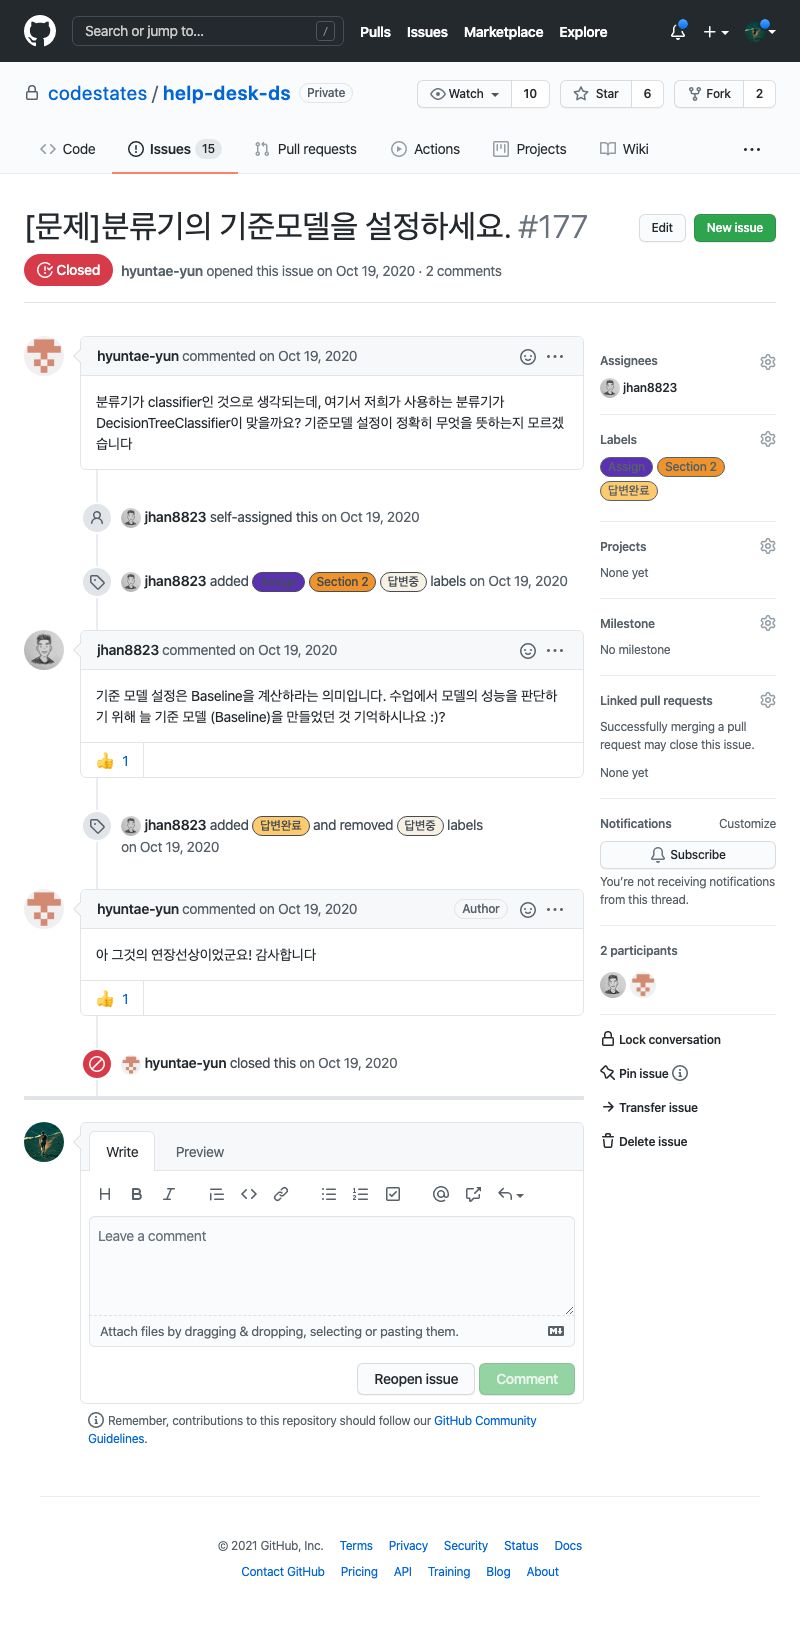 Search or jump to... /
Pulls Issues Marketplace Explore
codestates / help-desk-ds Private
Watch 10 Star 6 Fork 2
Code Issues 15 Pull requests Actions Projects Wiki ...
[문제]분류기의 기준모델을 설정하세요. #177
Edit New issue
Closed hyuntae-yun opened this issue on Oct 19, 2020 · 2 comments
hyuntae-yun commented on Oct 19, 2020
분류기가 classifier인 것으로 생각되는데, 여기서 저희가 사용하는 분류기가
DecisionTreeClassifier이 맞을까요? 기준모델 설정이 정확히 무엇을 뜻하는지 모르겠
습니다
jhan8823 self-assigned this on Oct 19, 2020
jhan8823 added Assign Section 2 답변중 labels on Oct 19, 2020
jhan8823 commented on Oct 19, 2020
기준 모델 설정은 Baseline을 계산하라는 의미입니다. 수업에서 모델의 성능을 판단하
기 위해 늘 기준 모델 (Baseline)을 만들었던 것 기억하시나요 :)?
👍 1
jhan8823 added 답변완료 and removed 답변중 labels
on Oct 19, 2020
hyuntae-yun commented on Oct 19, 2020 Author
아 그것의 연장선상이었군요! 감사합니다
👍 1
hyuntae-yun closed this on Oct 19, 2020
Write Preview
H B I
Leave a comment
Attach files by dragging & dropping, selecting or pasting them.
Reopen issue Comment
Remember, contributions to this repository should follow our GitHub Community
Guidelines.
Assignees
jhan8823
Labels
Assign Section 2
답변완료
Projects
None yet
Milestone
No milestone
Linked pull requests
Successfully merging a pull
request may close this issue.
None yet
Notifications Customize
Subscribe
You're not receiving notifications
from this thread.
2 participants
Lock conversation
Pin issue
Transfer issue
Delete issue
© 2021 GitHub, Inc. Terms Privacy Security Status Docs
Contact GitHub Pricing API Training Blog About